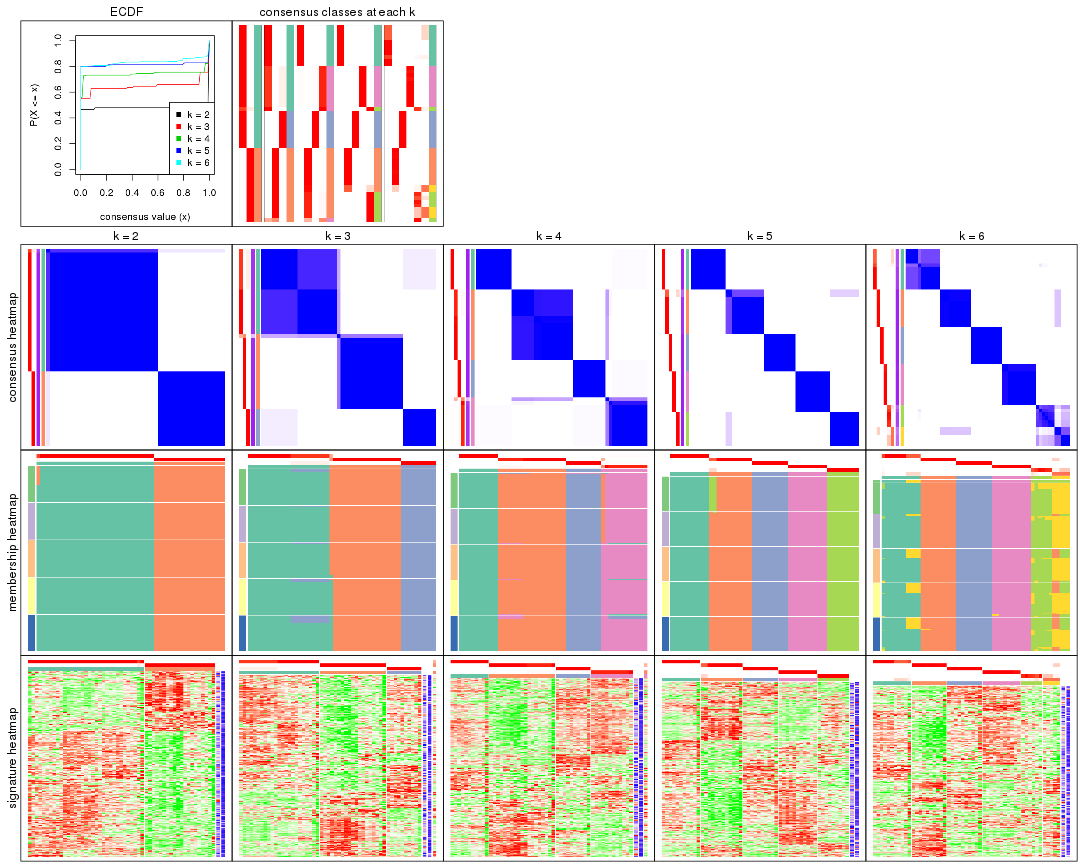 ECDF
consensus classes at each k
P(X <= x)
1.0
0.8
0.6
0.4
0.2
0.0
k = 2
k = 3
k = 4
k = 5
k = 6
0.0 0.2 0.4 0.6 0.8 1.0
consensus value (x)
k = 2
k = 3
k = 4
k = 5
k = 6
consensus heatmap
membership heatmap
signature heatmap